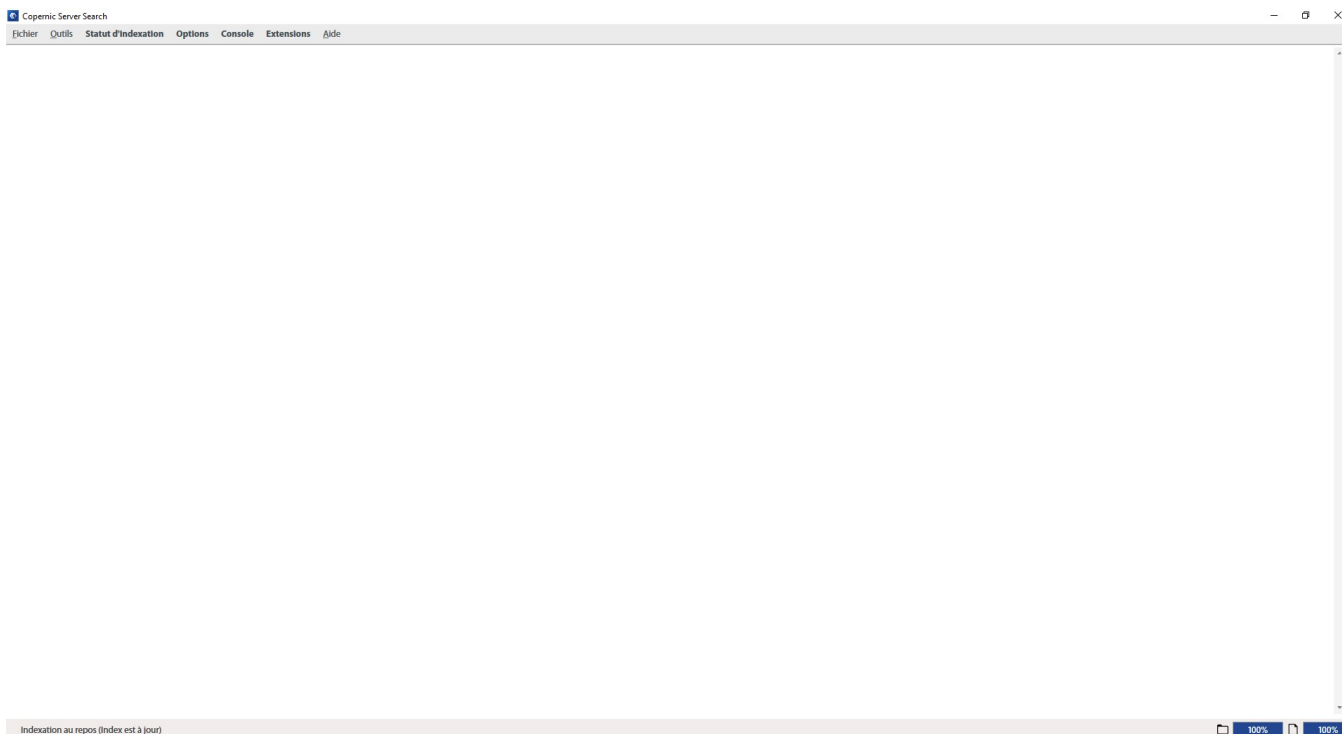 Copernic Server Search
Fichier Outils Statut d'indexation Options Console Extensions Aide
Indexation au repos (Index est à jour) 100% 100%